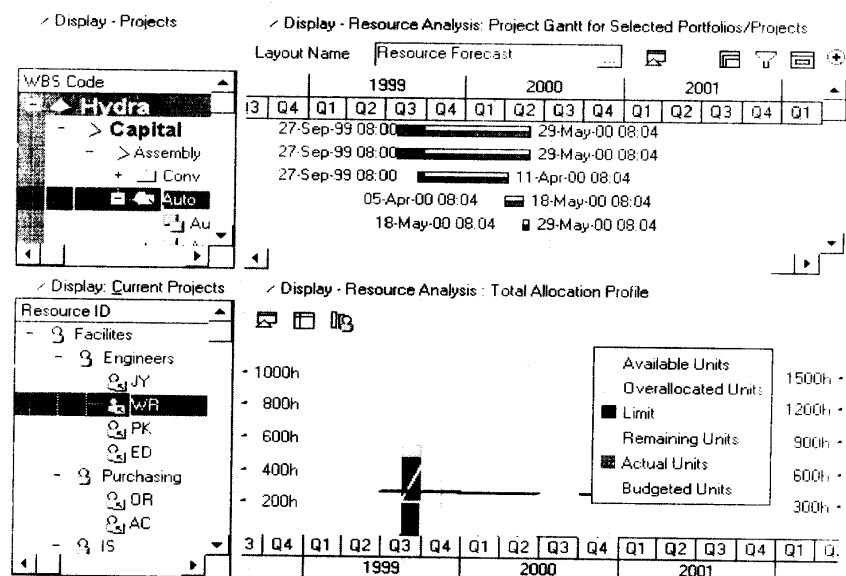 Display - Projects
Display - Resource Analysis: Project Gantt for Selected Portfolios/Projects
Layout Name Resource Forecast ...
WBS Code
Hydra
Capital
Assembly
Conv
Auto
Au
1999 2000 2001
Q4 Q1 Q2 Q3 Q4 Q1 Q2 Q3 Q4 Q1 Q2 Q3 Q4 Q1
27-Sep-99 08:00 29-May-00 08:04
27-Sep-99 08:00 29-May-00 08:04
27-Sep-99 08:00 11-Apr-00 08:04
05-Apr-00 08:04 18-May-00 08:04
18-May-00 08:04 29-May-00 08:04
Display: Current Projects
Display - Resource Analysis : Total Allocation Profile
Resource ID
Facilites
Engineers
JY
WR
PK
ED
Purchasing
OR
AC
IS
1000h
800h
600h
400h
200h
Available Units
Overallocated Units
Limit
Remaining Units
Actual Units
Budgeted Units
1500h
1200h
900h
600h
300h
3 Q4 Q1 Q2 Q3 Q4 Q1 Q2 Q3 Q4 Q1 Q2 Q3 Q4 Q1
1999 2000 2001